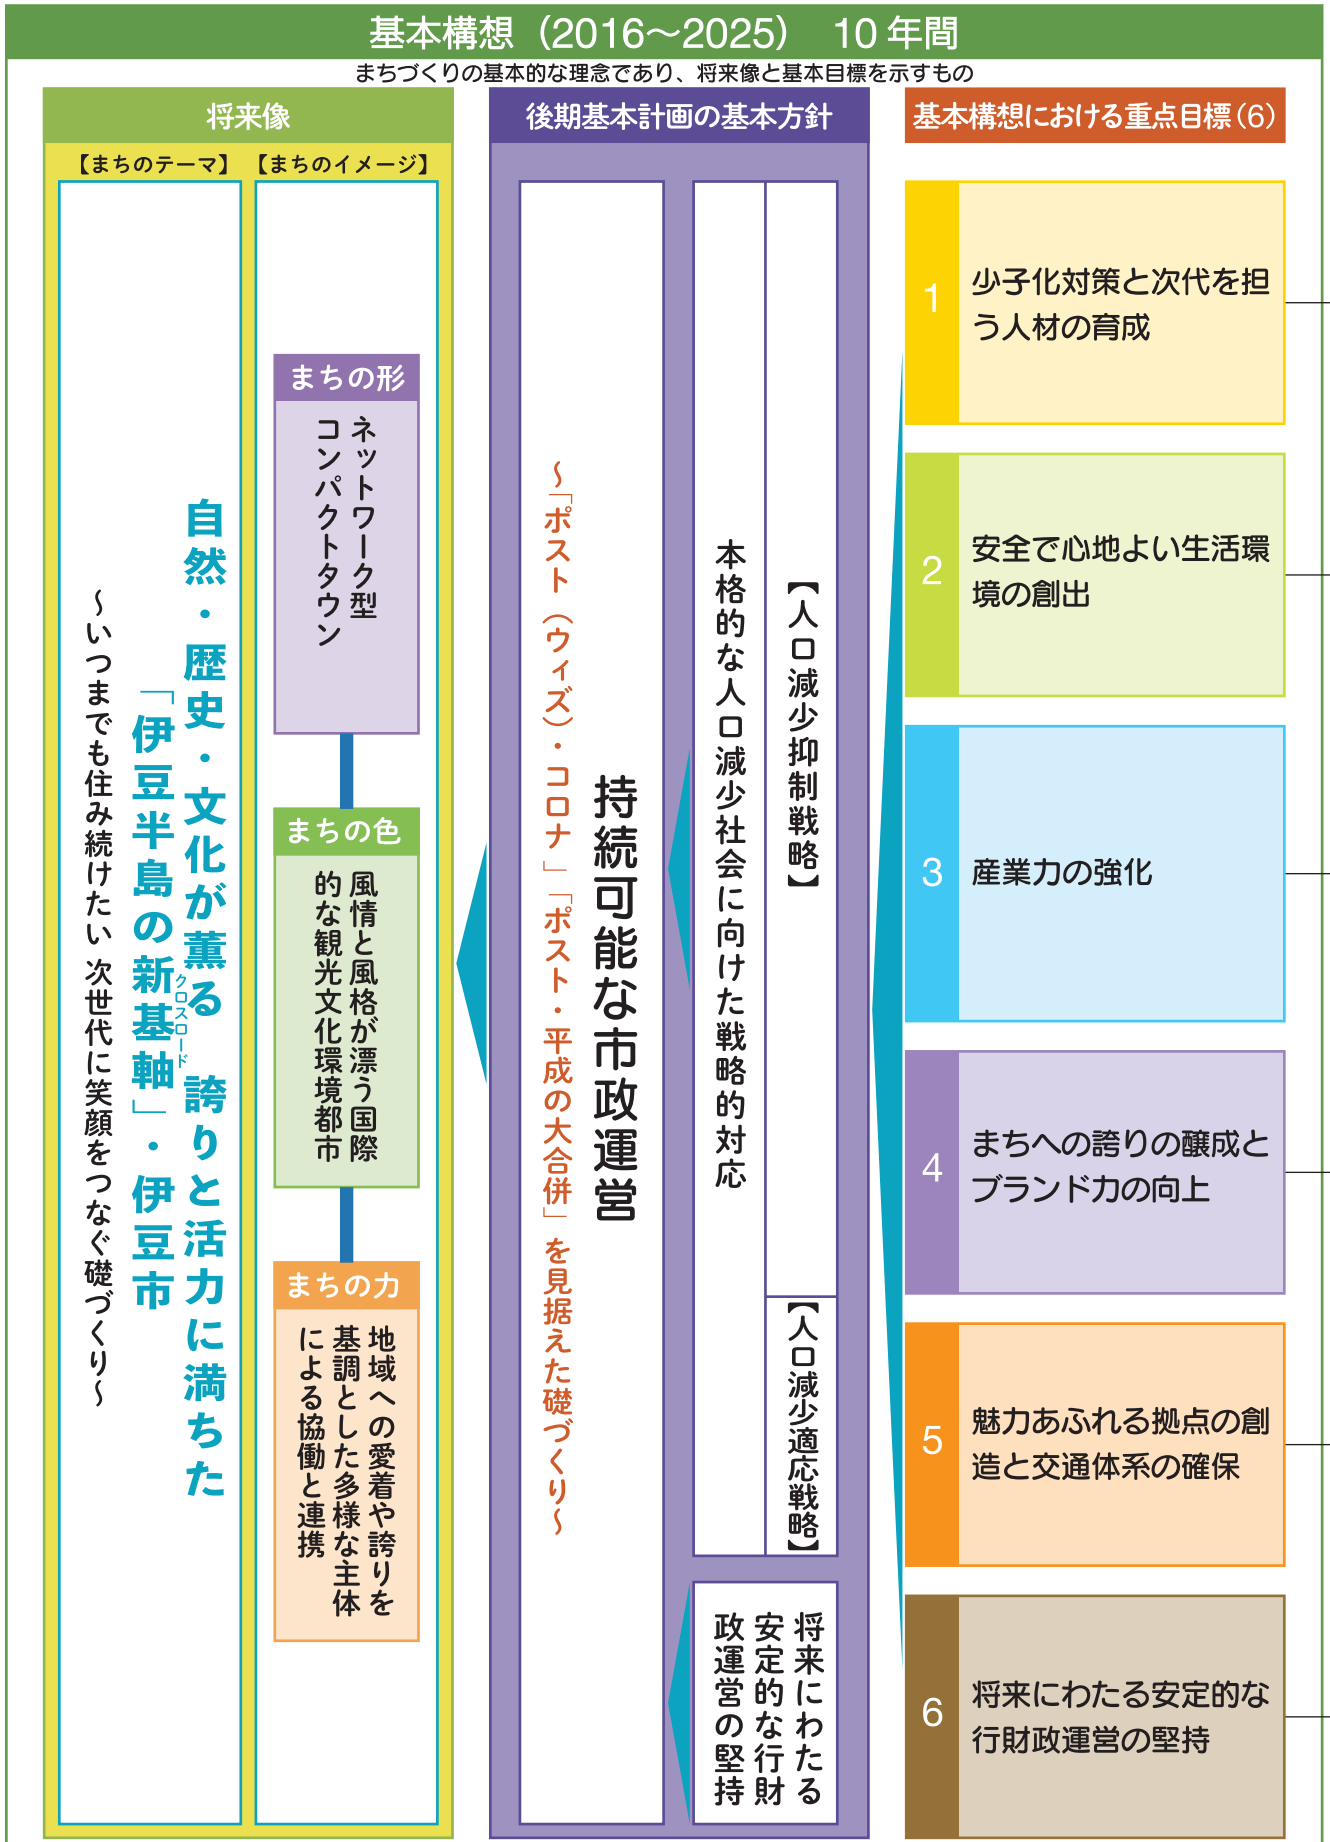 基本構想（2016～2025）　10年間
まちづくりの基本的な理念であり、将来像と基本目標を示すもの
将来像
【まちのテーマ】
自然・歴史・文化が薫る　誇りと活力に満ちた
「伊豆半島の新基軸」・伊豆市
クロスロード
～いつまでも住み続けたい 次世代に笑顔をつなぐ礎づくり～
【まちのイメージ】
まちの形
ネットワーク型
コンパクトタウン
まちの色
風情と風格が漂う国際
的な観光文化環境都市
まちの力
地域への愛着や誇りを
基調とした多様な主体
による協働と連携
後期基本計画の基本方針
持続可能な市政運営
～「ポスト（ウィズ）・コロナ」「ポスト・平成の大合併」を見据えた礎づくり～
【人口減少抑制戦略】
【人口減少適応戦略】
本格的な人口減少社会に向けた戦略的対応
将来にわたる
安定的な行財
政運営の堅持
基本構想における重点目標（6）
1
少子化対策と次代を担
う人材の育成
2
安全で心地よい生活環
境の創出
3
産業力の強化
4
まちへの誇りの醸成と
ブランド力の向上
5
魅力あふれる拠点の創
造と交通体系の確保
6
将来にわたる安定的な
行財政運営の堅持